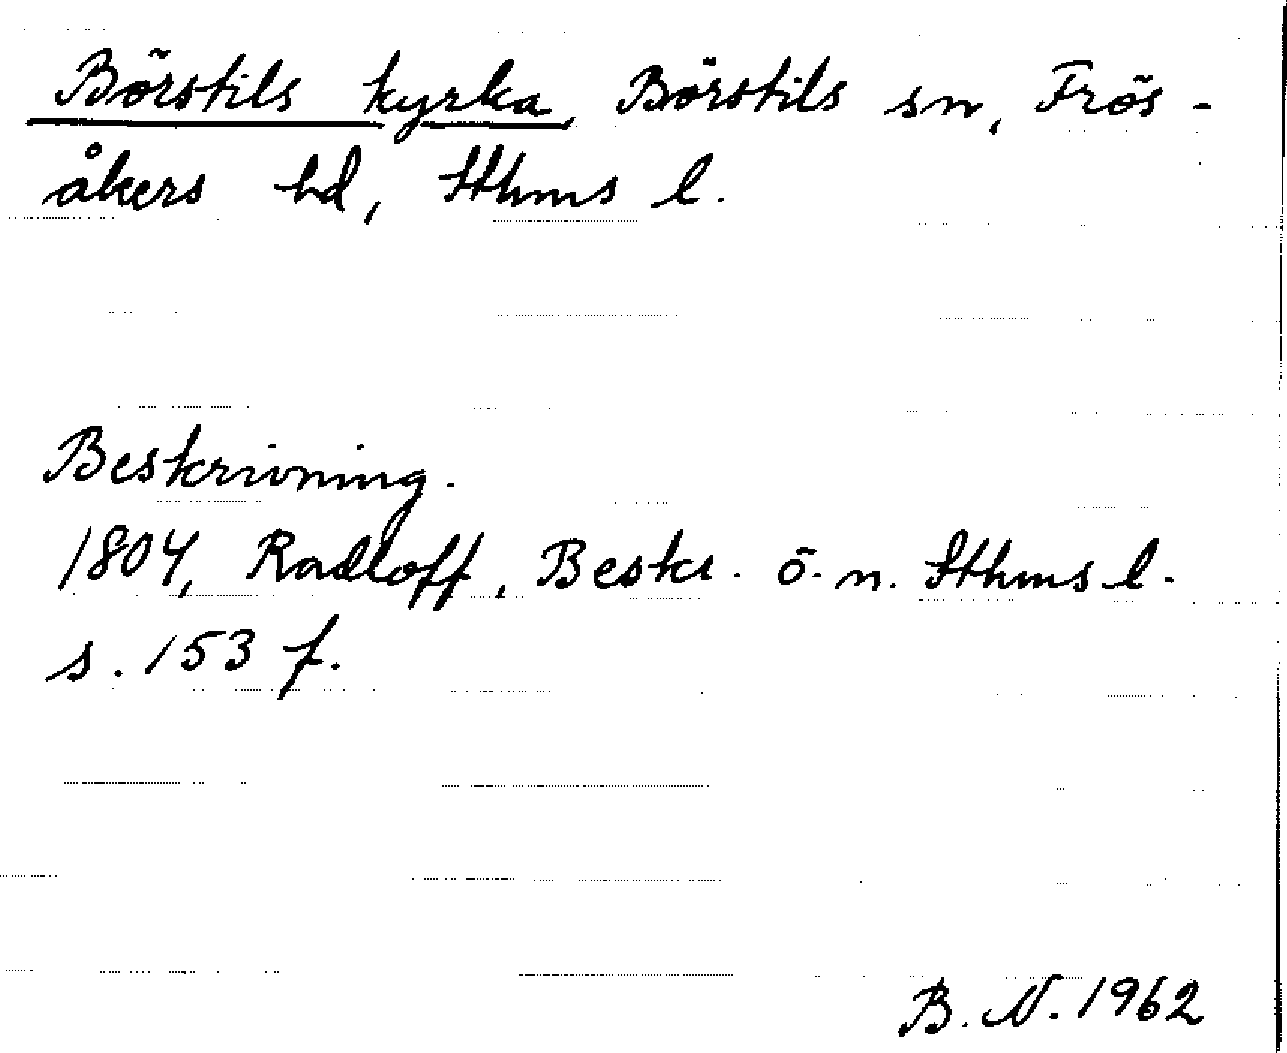 Börstils kyrka, Börstils sn, Frös-
åkers hd, Sthms l.
Beskrivning.
1804, Radloff, Beskr. ö. n. Sthms l.
s. 153 f.
B. N. 1962